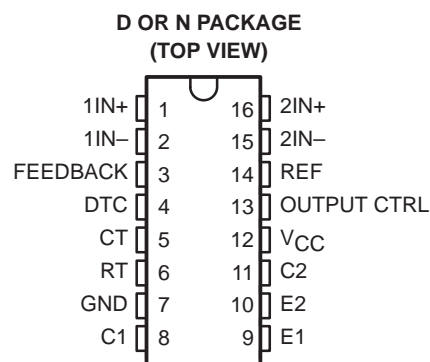 D OR N PACKAGE
(TOP VIEW)
1IN+ 1 16 2IN+
1IN– 2 15 2IN–
FEEDBACK 3 14 REF
DTC 4 13 OUTPUT CTRL
CT 5 12 VCC
RT 6 11 C2
GND 7 10 E2
C1 8 9 E1